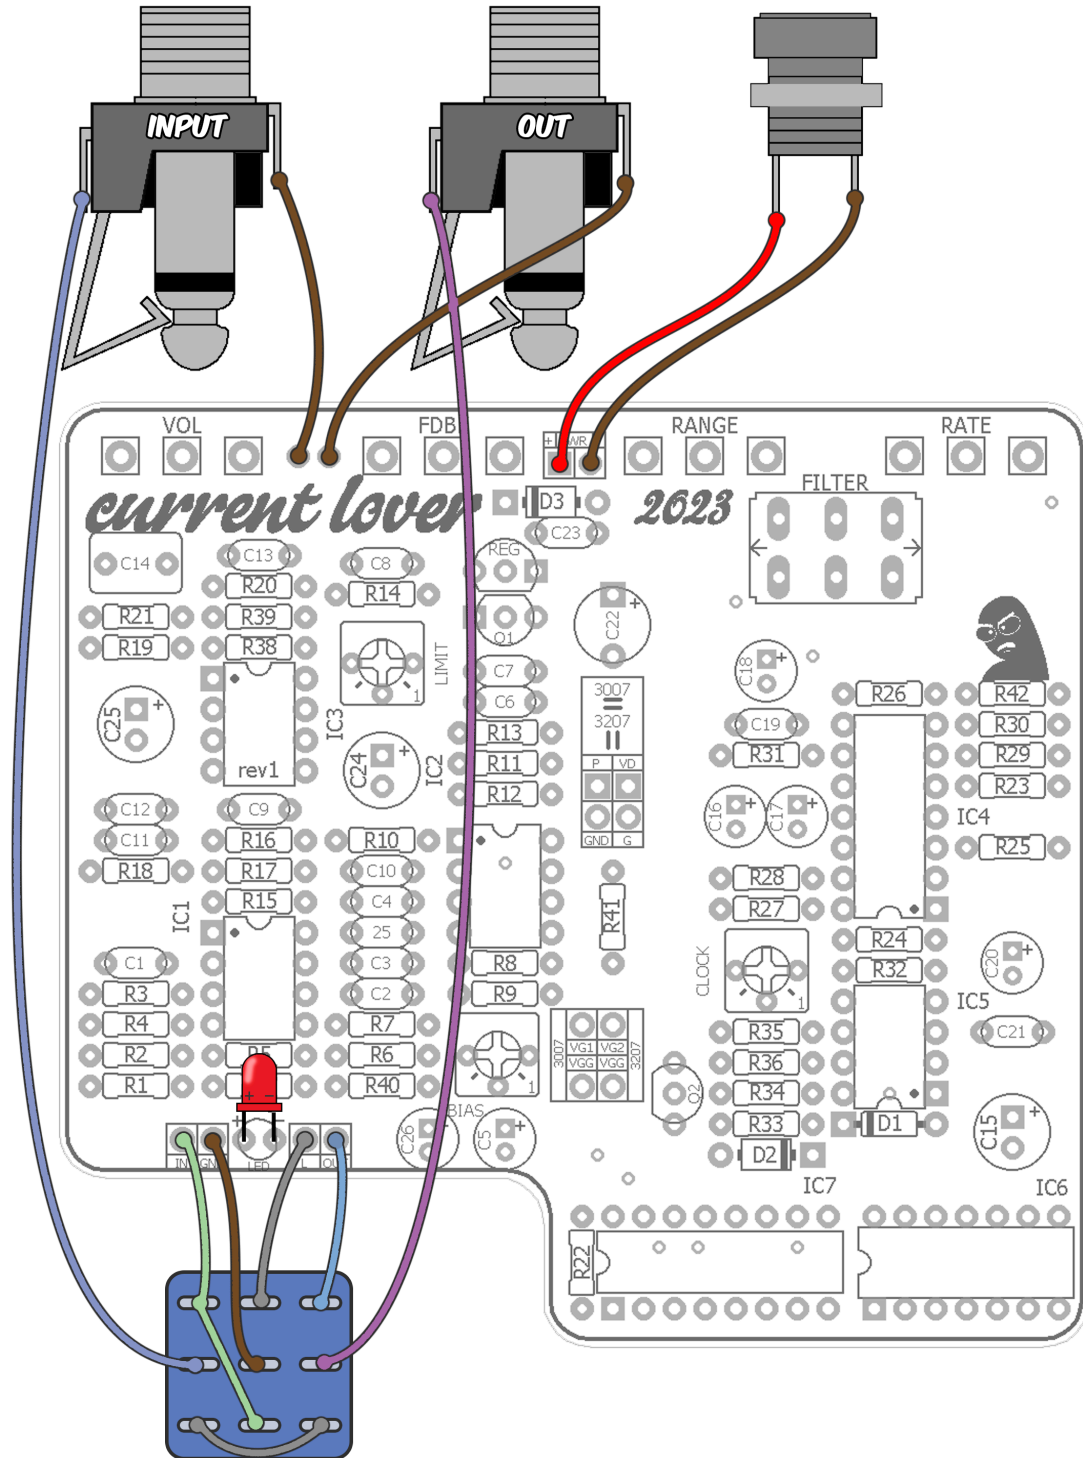 INPUT
OUT
VOL
FDB
+
RANGE
RATE
current lover
D3
2023
FILTER
C23
C14
C13
C8
REG
R20
R14
R21
R39
Q1
C22
+
R19
R38
LIMIT
1
C7
C18
+
C6
3007
R26
R42
C25
+
IC3
3207
C19
R30
R13
R31
R29
rev1
C24
+
IC2
R11
P
VD
R23
R12
C12
C9
C16
+
C17
+
IC4
C11
R16
R10
GND
G
R25
R18
R17
C10
R28
R15
C4
R41
R27
IC1
25
R24
C1
C3
R8
CLOCK
R32
C20
+
R3
C2
R9
1
IC5
R4
R7
3007
VG1
VG2
3207
R35
C21
R2
R5
R6
VGG
VGG
R36
R1
R40
1
Q2
R34
+
-
BIAS
C26
+
C5
+
R33
D1
C15
+
D2
IN
LED
IC7
IC6
R22